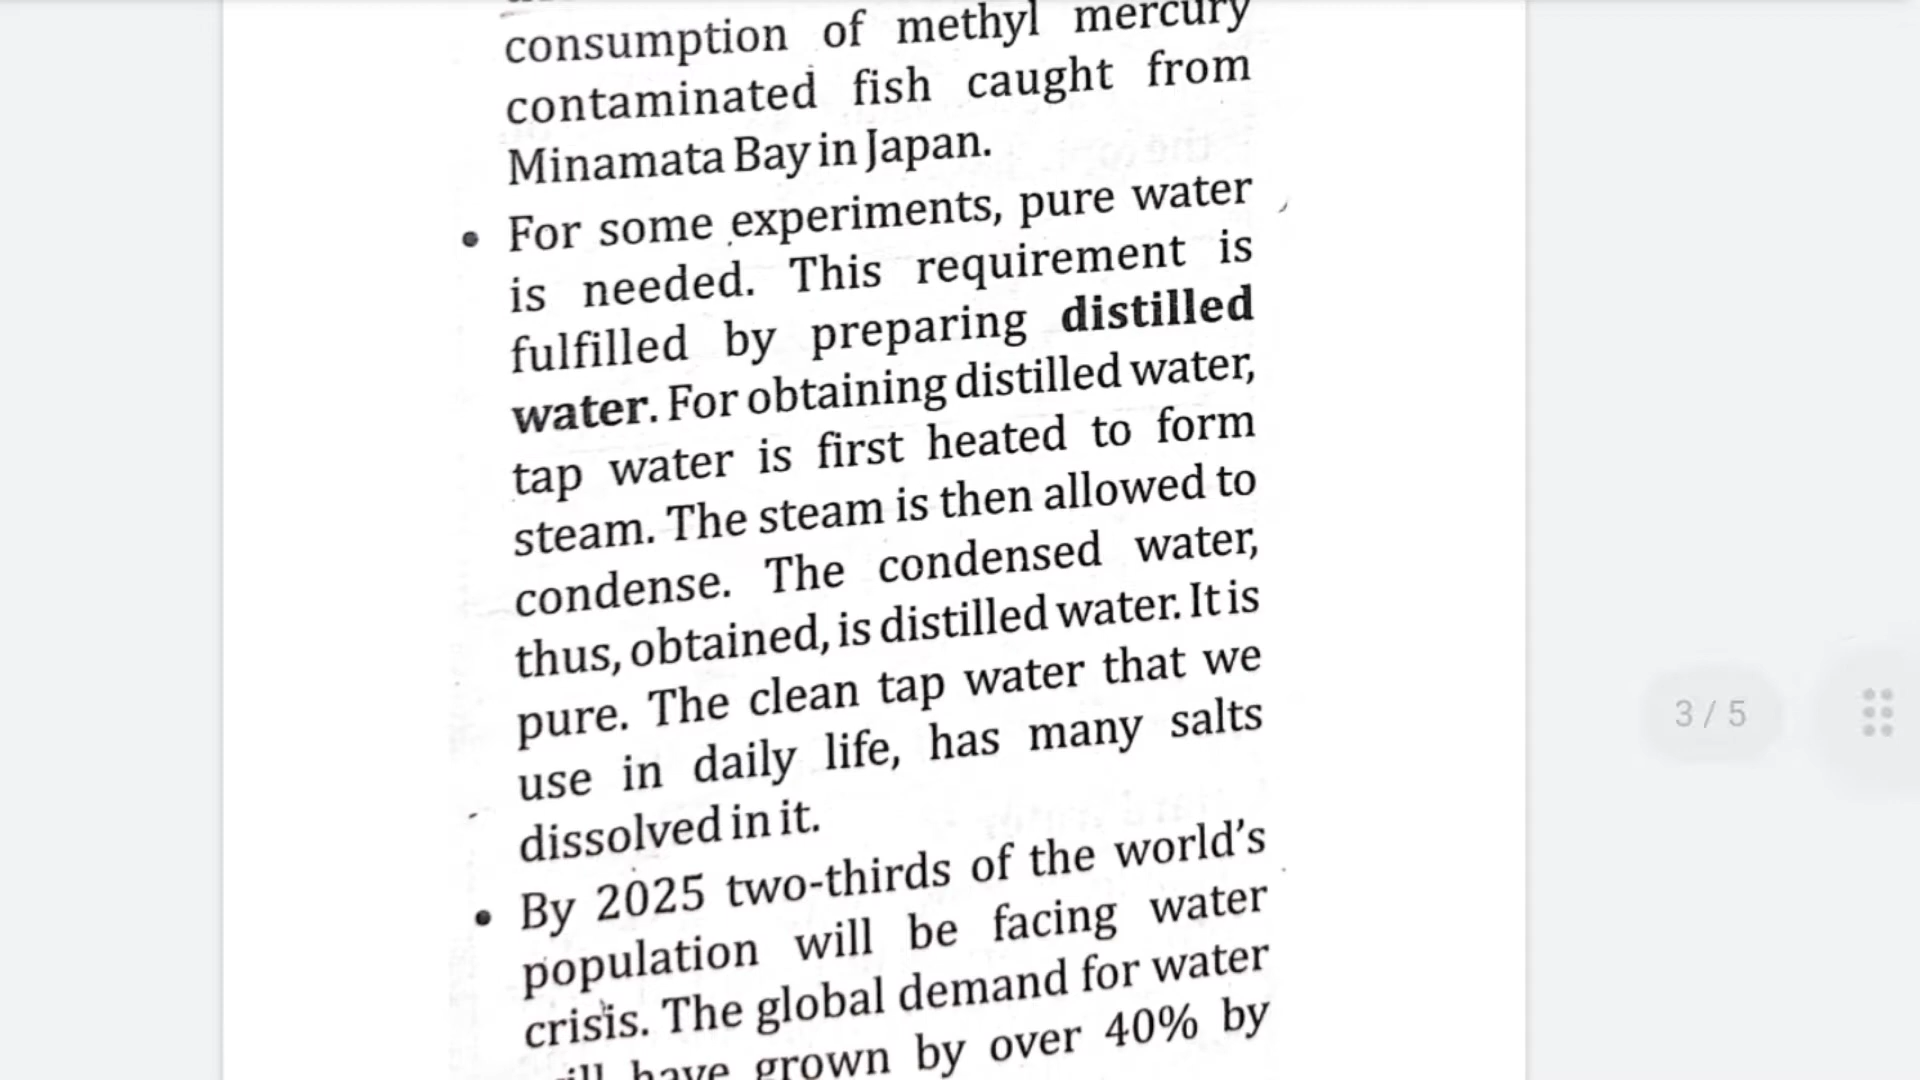 consumption of methyl mercury
contaminated fish caught from
Minamata Bay in Japan.
• For some experiments, pure water
is needed. This requirement is
fulfilled by preparing distilled
water. For obtaining distilled water,
tap water is first heated to form
steam. The steam is then allowed to
condense. The condensed water,
thus, obtained, is distilled water. It is
pure. The clean tap water that we
use in daily life, has many salts
dissolved in it.
• By 2025 two-thirds of the world's
population will be facing water
crisis. The global demand for water
will have grown by over 40% by
3 / 5